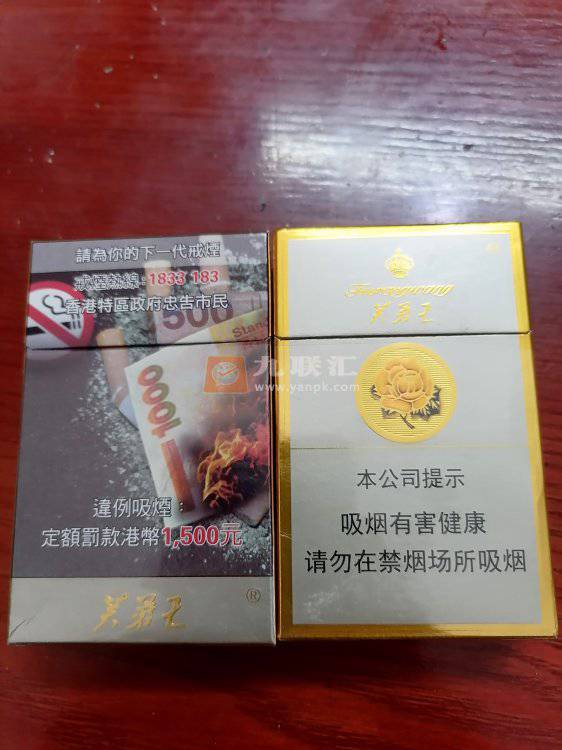 請為你的下一代戒煙
戒煙熱線:1833 183
香港特區政府忠告市民
500
Stan
1000
違例吸煙:
定額罰款港幣1,500元
芙蓉王®
Furongwang
芙蓉王
九联汇
www.yanpk.com
本公司提示
吸烟有害健康
请勿在禁烟场所吸烟